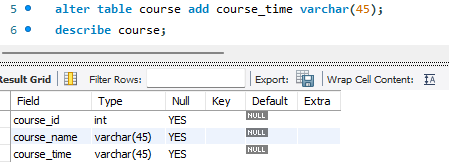 5 alter table course add course_time varchar(45);
6 describe course;
Result Grid Filter Rows: Export: Wrap Cell Content:
Field Type Null Key Default Extra
course_id int YES NULL
course_name varchar(45) YES NULL
course_time varchar(45) YES NULL